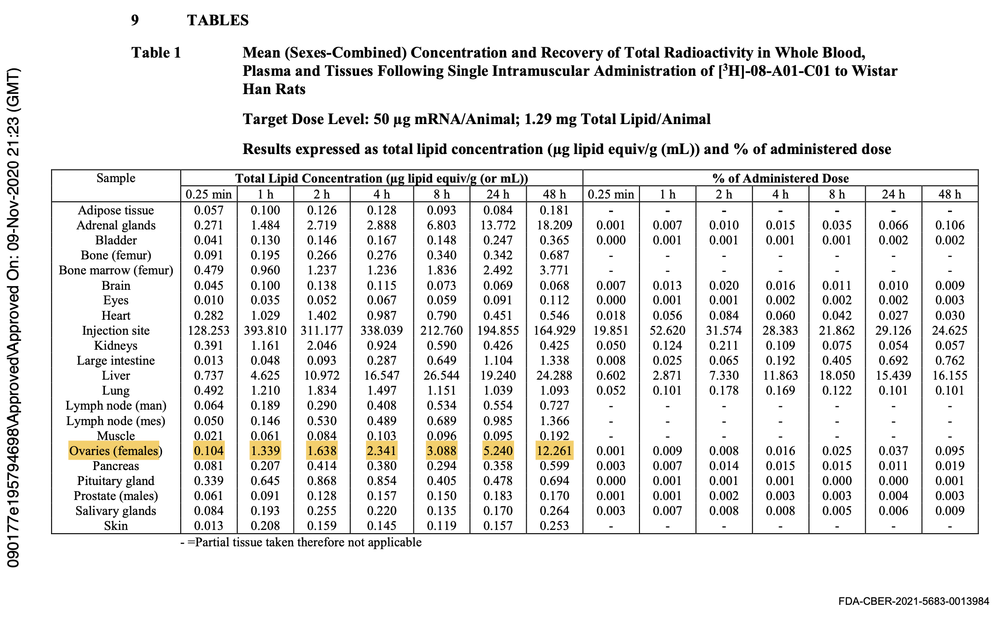 9 TABLES
Table 1 Mean (Sexes-Combined) Concentration and Recovery of Total Radioactivity in Whole Blood,
Plasma and Tissues Following Single Intramuscular Administration of [³H]-08-A01-C01 to Wistar
Han Rats
Target Dose Level: 50 µg mRNA/Animal; 1.29 mg Total Lipid/Animal
Results expressed as total lipid concentration (µg lipid equiv/g (mL)) and % of administered dose
Sample Total Lipid Concentration (µg lipid equiv/g (or mL)) % of Administered Dose
0.25 min 1 h 2 h 4 h 8 h 24 h 48 h 0.25 min 1 h 2 h 4 h 8 h 24 h 48 h
Adipose tissue 0.057 0.100 0.126 0.128 0.093 0.084 0.181 - - - - - - -
Adrenal glands 0.271 1.484 2.719 2.888 6.803 13.772 18.209 0.001 0.007 0.010 0.015 0.035 0.066 0.106
Bladder 0.041 0.130 0.146 0.167 0.148 0.247 0.365 0.000 0.001 0.001 0.001 0.001 0.002 0.002
Bone (femur) 0.091 0.195 0.266 0.276 0.340 0.342 0.687 - - - - - - -
Bone marrow (femur) 0.479 0.960 1.237 1.236 1.836 2.492 3.771 - - - - - - -
Brain 0.045 0.100 0.138 0.115 0.073 0.069 0.068 0.007 0.013 0.020 0.016 0.011 0.010 0.009
Eyes 0.010 0.035 0.052 0.067 0.059 0.091 0.112 0.000 0.001 0.001 0.002 0.002 0.002 0.003
Heart 0.282 1.029 1.402 0.987 0.790 0.451 0.546 0.018 0.056 0.084 0.060 0.042 0.027 0.030
Injection site 128.253 393.810 311.177 338.039 212.760 194.855 164.929 19.851 52.620 31.574 28.383 21.862 29.126 24.625
Kidneys 0.391 1.161 2.046 0.924 0.590 0.426 0.425 0.050 0.124 0.211 0.109 0.075 0.054 0.057
Large intestine 0.013 0.048 0.093 0.287 0.649 1.104 1.338 0.008 0.025 0.065 0.192 0.405 0.692 0.762
Liver 0.737 4.625 10.972 16.547 26.544 19.240 24.288 0.602 2.871 7.330 11.863 18.050 15.439 16.155
Lung 0.492 1.210 1.834 1.497 1.151 1.039 1.093 0.052 0.101 0.178 0.169 0.122 0.101 0.101
Lymph node (man) 0.064 0.189 0.290 0.408 0.534 0.554 0.727 - - - - - - -
Lymph node (mes) 0.050 0.146 0.530 0.489 0.689 0.985 1.366 - - - - - - -
Muscle 0.021 0.061 0.084 0.103 0.096 0.095 0.192 - - - - - - -
Ovaries (females) 0.104 1.339 1.638 2.341 3.088 5.240 12.261 0.001 0.009 0.008 0.016 0.025 0.037 0.095
Pancreas 0.081 0.207 0.414 0.380 0.294 0.358 0.599 0.003 0.007 0.014 0.015 0.015 0.011 0.019
Pituitary gland 0.339 0.645 0.868 0.854 0.405 0.478 0.694 0.000 0.001 0.001 0.001 0.000 0.000 0.001
Prostate (males) 0.061 0.091 0.128 0.157 0.150 0.183 0.170 0.001 0.001 0.002 0.003 0.003 0.004 0.003
Salivary glands 0.084 0.193 0.255 0.220 0.135 0.170 0.264 0.003 0.007 0.008 0.008 0.005 0.006 0.009
Skin 0.013 0.208 0.159 0.145 0.119 0.157 0.253 - - - - - - -
- =Partial tissue taken therefore not applicable
090177e195794698\Approved\Approved On: 09-Nov-2020 21:23 (GMT)
FDA-CBER-2021-5683-0013984